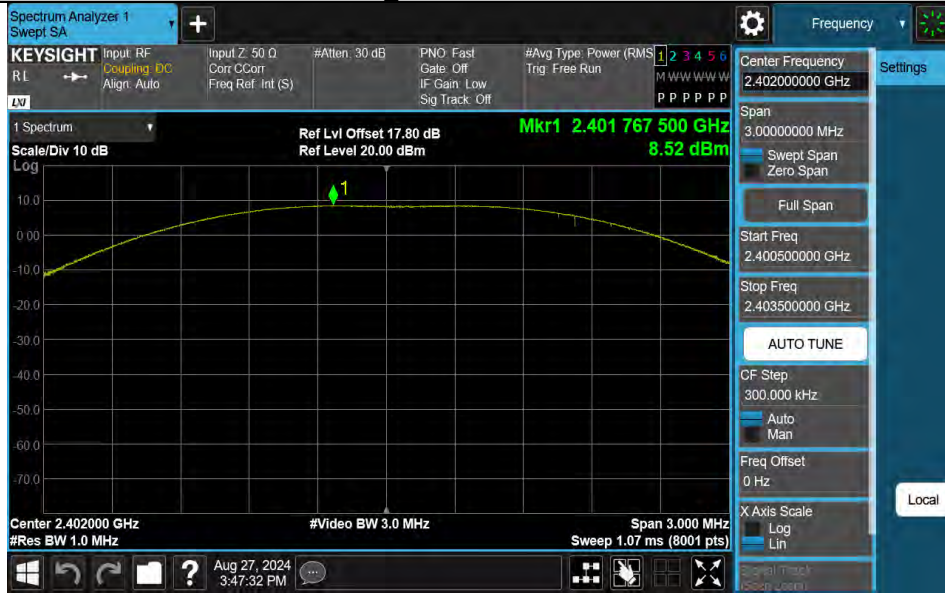 Spectrum Analyzer 1
Swept SA
+
Frequency
KEYSIGHT
RL
LXI
Input: RF
Coupling: DC
Align: Auto
Input Z: 50 Ω
Corr CCorr
Freq Ref: Int (S)
#Atten: 30 dB
PNO: Fast
Gate: Off
IF Gain: Low
Sig Track: Off
#Avg Type: Power (RMS
Trig: Free Run
1 2 3 4 5 6
M W W W W W
P P P P P P
1 Spectrum
Scale/Div 10 dB
Log
Ref Lvl Offset 17.80 dB
Ref Level 20.00 dBm
Mkr1 2.401 767 500 GHz
8.52 dBm
1
10.0
0.00
-10.0
-20.0
-30.0
-40.0
-50.0
-60.0
-70.0
Center 2.402000 GHz
#Res BW 1.0 MHz
#Video BW 3.0 MHz
Span 3.000 MHz
Sweep 1.07 ms (8001 pts)
Center Frequency
2.402000000 GHz
Span
3.00000000 MHz
Swept Span
Zero Span
Full Span
Start Freq
2.400500000 GHz
Stop Freq
2.403500000 GHz
AUTO TUNE
CF Step
300.000 kHz
Auto
Man
Freq Offset
0 Hz
X Axis Scale
Log
Lin
Signal Track
(Span Zoom)
Settings
Local
?
Aug 27, 2024
3:47:32 PM